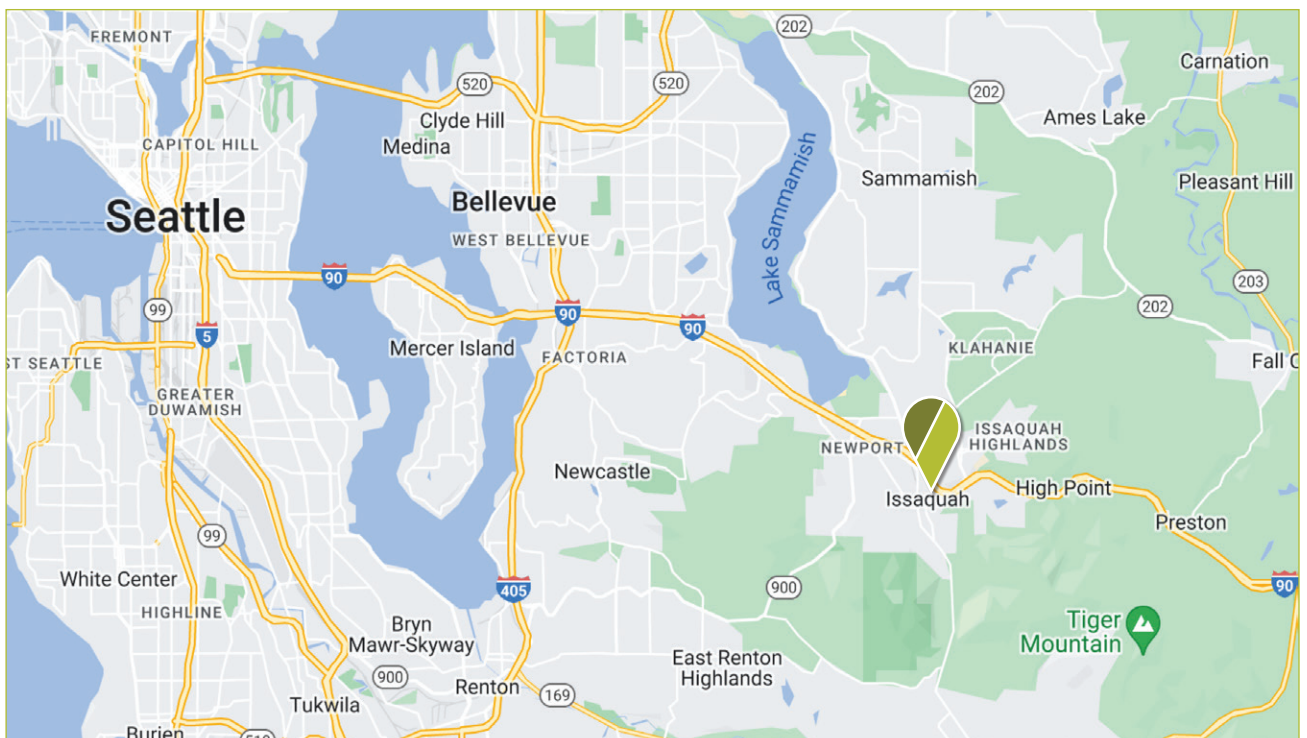 FREMONT
202
Carnation
520
520
202
Clyde Hill
Ames Lake
Medina
CAPITOL HILL
Sammamish
Pleasant Hill
Seattle
Bellevue
Lake Sammamish
WEST BELLEVUE
90
203
99
90
202
5
90
Mercer Island
FACTORIA
KLAHANIE
ST SEATTLE
Fall C
GREATER
DUWAMISH
ISSAQUAH
HIGHLANDS
NEWPORT
Newcastle
Issaquah
High Point
Preston
99
White Center
405
900
90
HIGHLINE
Bryn
Mawr-Skyway
Tiger
Mountain
900
East Renton
Highlands
Renton
169
Tukwila
Burien